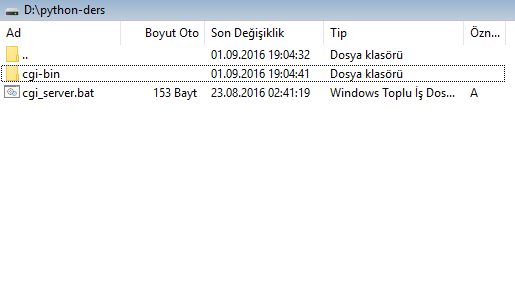 D:\python-ders
Ad Boyut Oto Son Değişiklik Tip Özn...
.. 01.09.2016 19:04:32 Dosya klasörü
cgi-bin 01.09.2016 19:04:41 Dosya klasörü
cgi_server.bat 153 Bayt 23.08.2016 02:41:19 Windows Toplu İş Dos... A